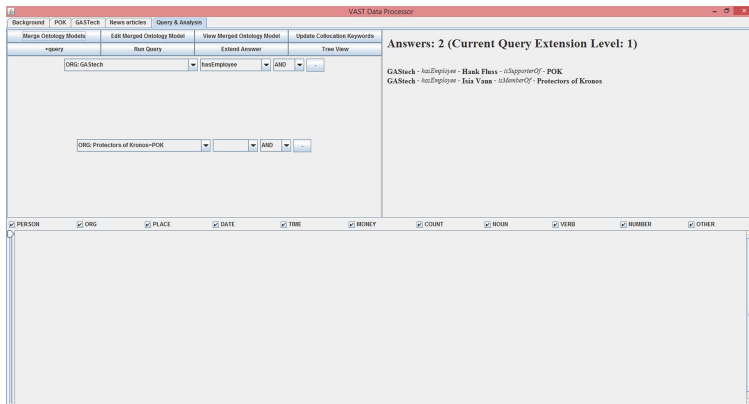 VAST Data Processor
Background POK GASTech News articles Query & Analysis
Merge Ontology Models Edit Merged Ontology Model View Merged Ontology Model Update Collocation Keywords
+query Run Query Extend Answer Tree View
ORG: GAStech hasEmployee AND -
ORG: Protectors of Kronos=POK AND -
Answers: 2 (Current Query Extension Level: 1)
GAStech - hasEmployee - Hank Fluss - isSupporterOf - POK
GAStech - hasEmployee - Isia Vann - isMemberOf - Protectors of Kronos
PERSON ORG PLACE DATE TIME MONEY COUNT NOUN VERB NUMBER OTHER